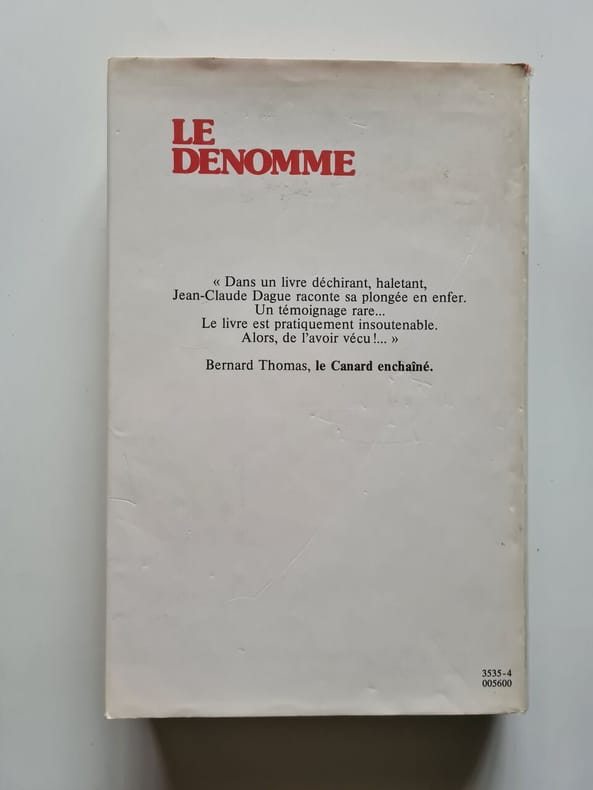 LE
DENOMME
« Dans un livre déchirant, haletant,
Jean-Claude Dague raconte sa plongée en enfer.
Un témoignage rare...
Le livre est pratiquement insoutenable.
Alors, de l'avoir vécu !... »
Bernard Thomas, le Canard enchaîné.
3535-4
005600